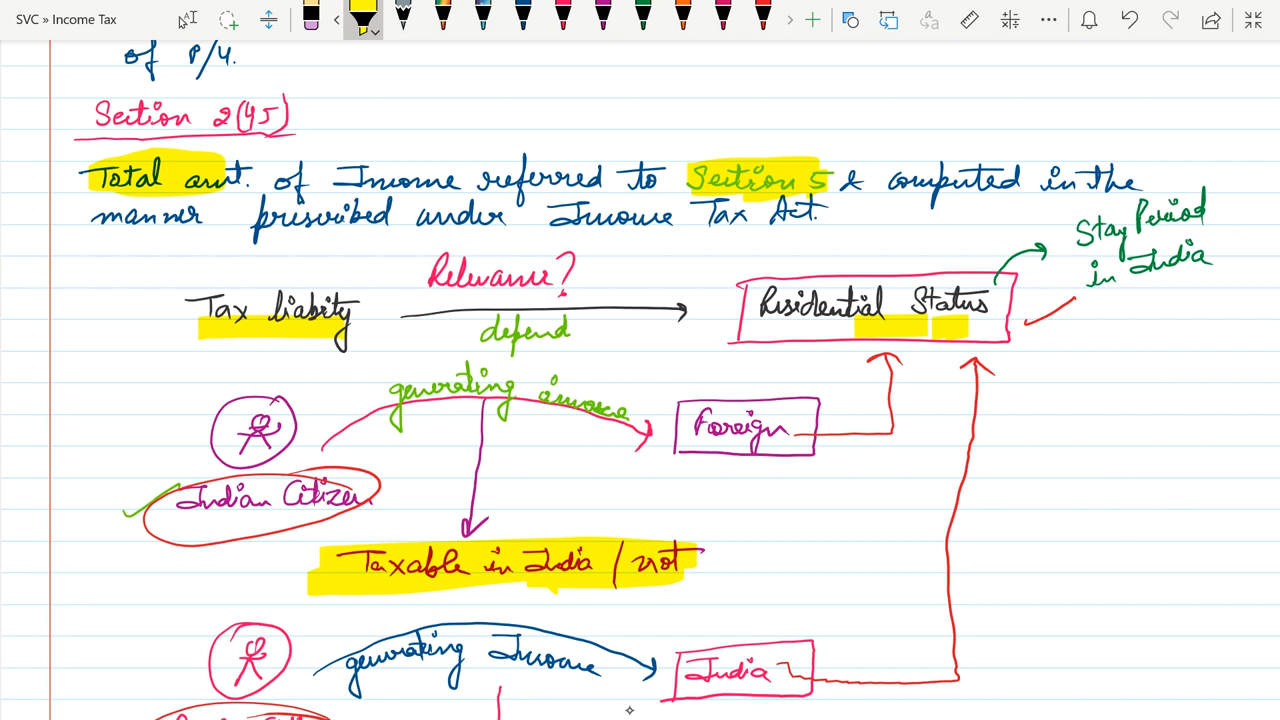 SVC » Income Tax
of P/Y.
Section 2(45)
Total amt. of Income referred to Section 5 & computed in the
manner prescribed under Income Tax Act.
Stay Period
in India
Relevance?
Tax liabity
depend
Residential Status
generating income
Foreign
Indian Citizen
Taxable in India / not
generating Income
India